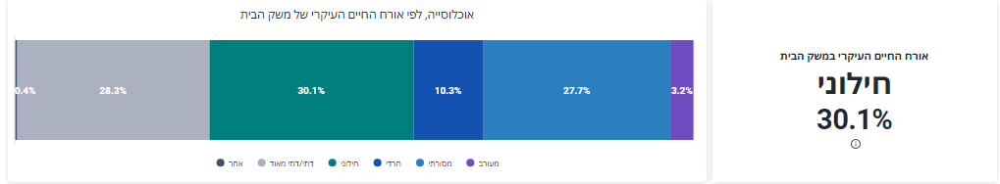 אוכלוסייה, לפי אורח החיים העיקרי של משק הבית
0.4% 28.3% 30.1% 10.3% 27.7% 3.2%
מעורב מסורתי חרדי חילוני דתי/דתי מאוד אחר
אורח החיים העיקרי במשק הבית
חילוני
30.1%